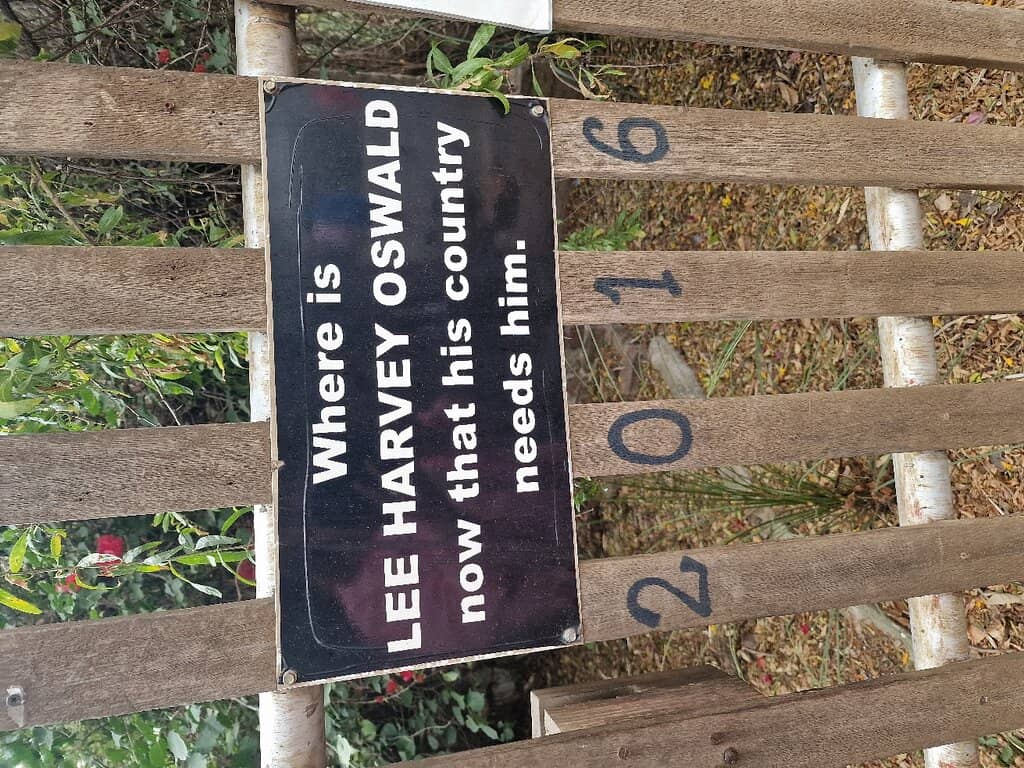 Where is
LEE HARVEY OSWALD
now that his country
needs him.
2016